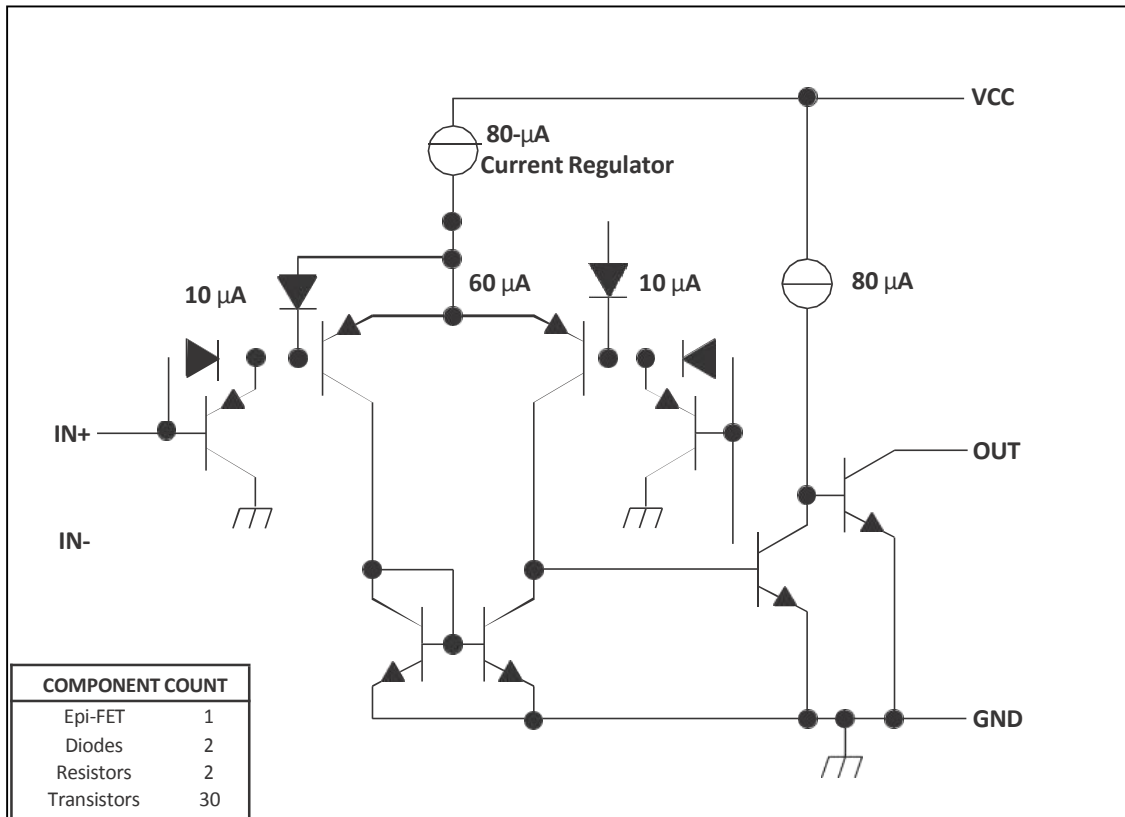 VCC
80-µA
Current Regulator
10 µA
60 µA
10 µA
80 µA
IN+
OUT
IN-
COMPONENT COUNT
Epi-FET 1
Diodes 2
Resistors 2
Transistors 30
GND